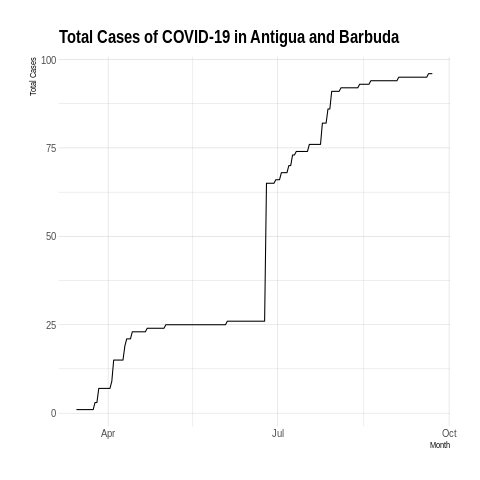 Total Cases of COVID-19 in Antigua and Barbuda
Total Cases
100
75
50
25
0
Apr
Jul
Oct
Month